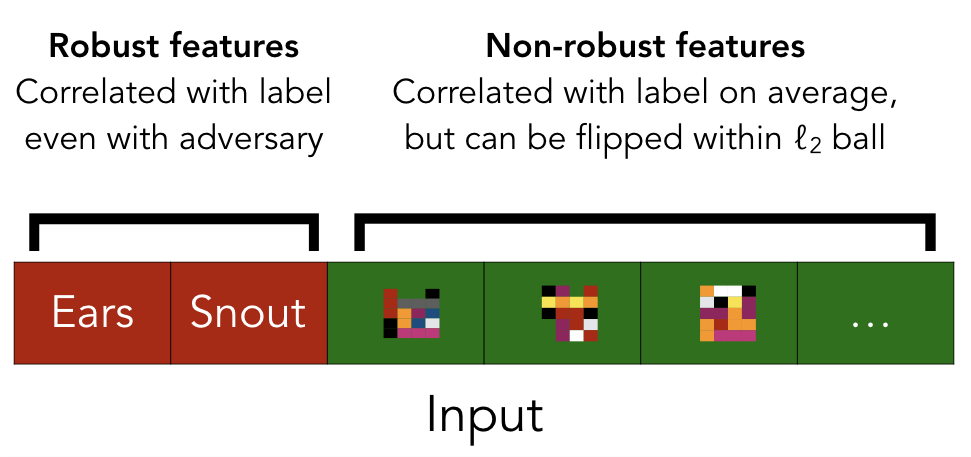 Robust features
Correlated with label
even with adversary
Non-robust features
Correlated with label on average,
but can be flipped within ℓ₂ ball
Ears
Snout
...
Input